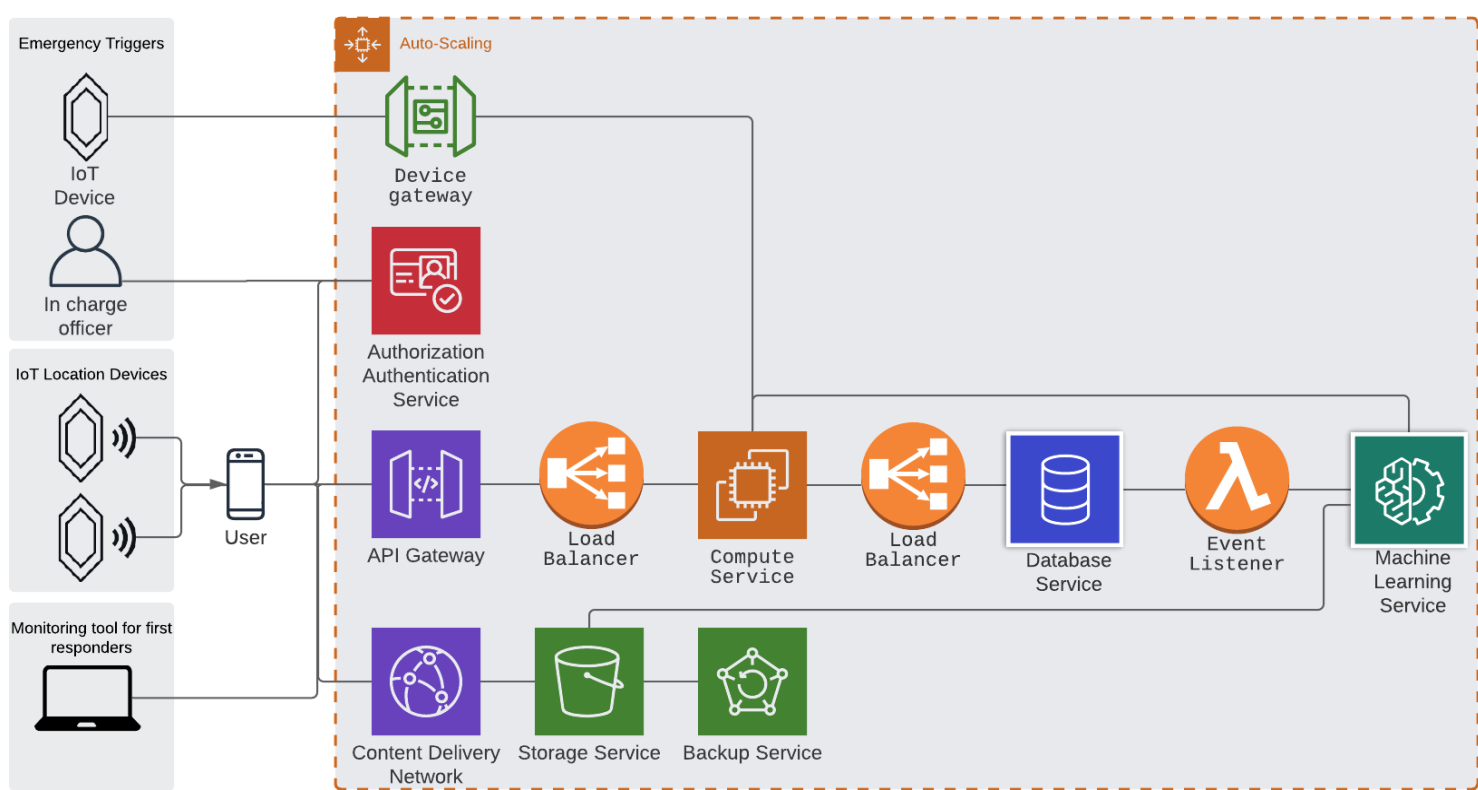 Emergency Triggers
IoT
Device
In charge
officer
IoT Location Devices
User
Monitoring tool for first
responders
Auto-Scaling
Device
gateway
Authorization
Authentication
Service
API Gateway
Load
Balancer
Compute
Service
Load
Balancer
Database
Service
Event
Listener
Machine
Learning
Service
Content Delivery
Network
Storage Service
Backup Service